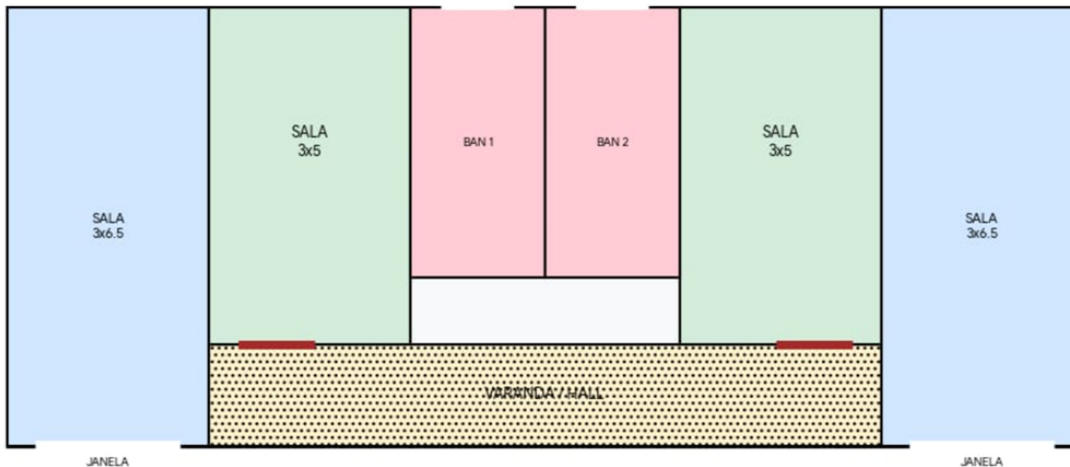 SALA
3x5
BAN 1
BAN 2
SALA
3x5
SALA
3x6.5
SALA
3x6.5
VARANDA / HALL
JANELA
JANELA